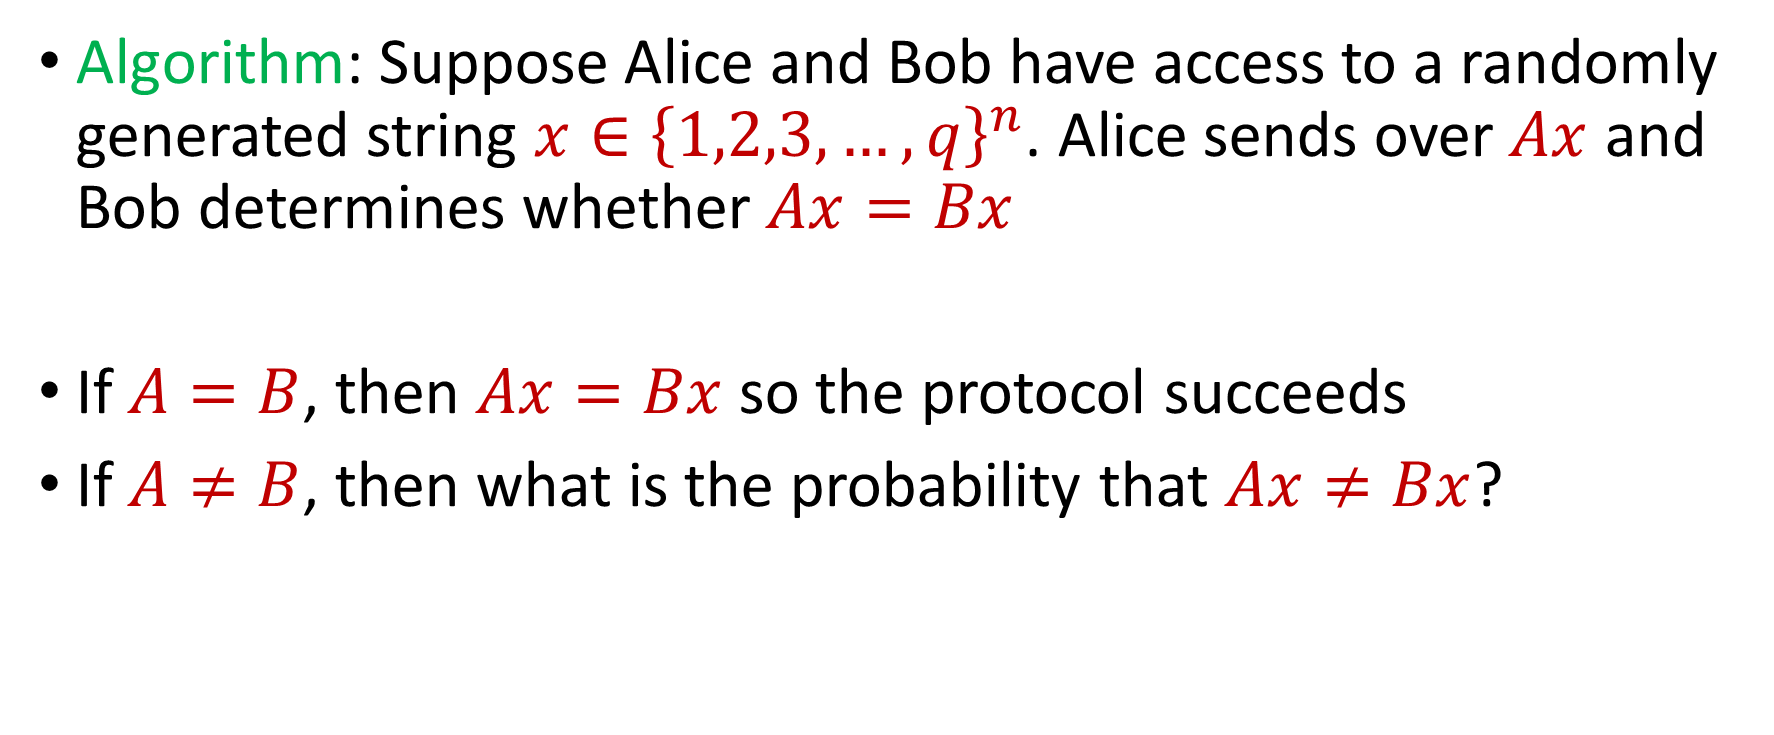 • Algorithm: Suppose Alice and Bob have access to a randomly
generated string x ∈ {1,2,3, … , q}ⁿ. Alice sends over Ax and
Bob determines whether Ax = Bx
• If A = B, then Ax = Bx so the protocol succeeds
• If A ≠ B, then what is the probability that Ax ≠ Bx?